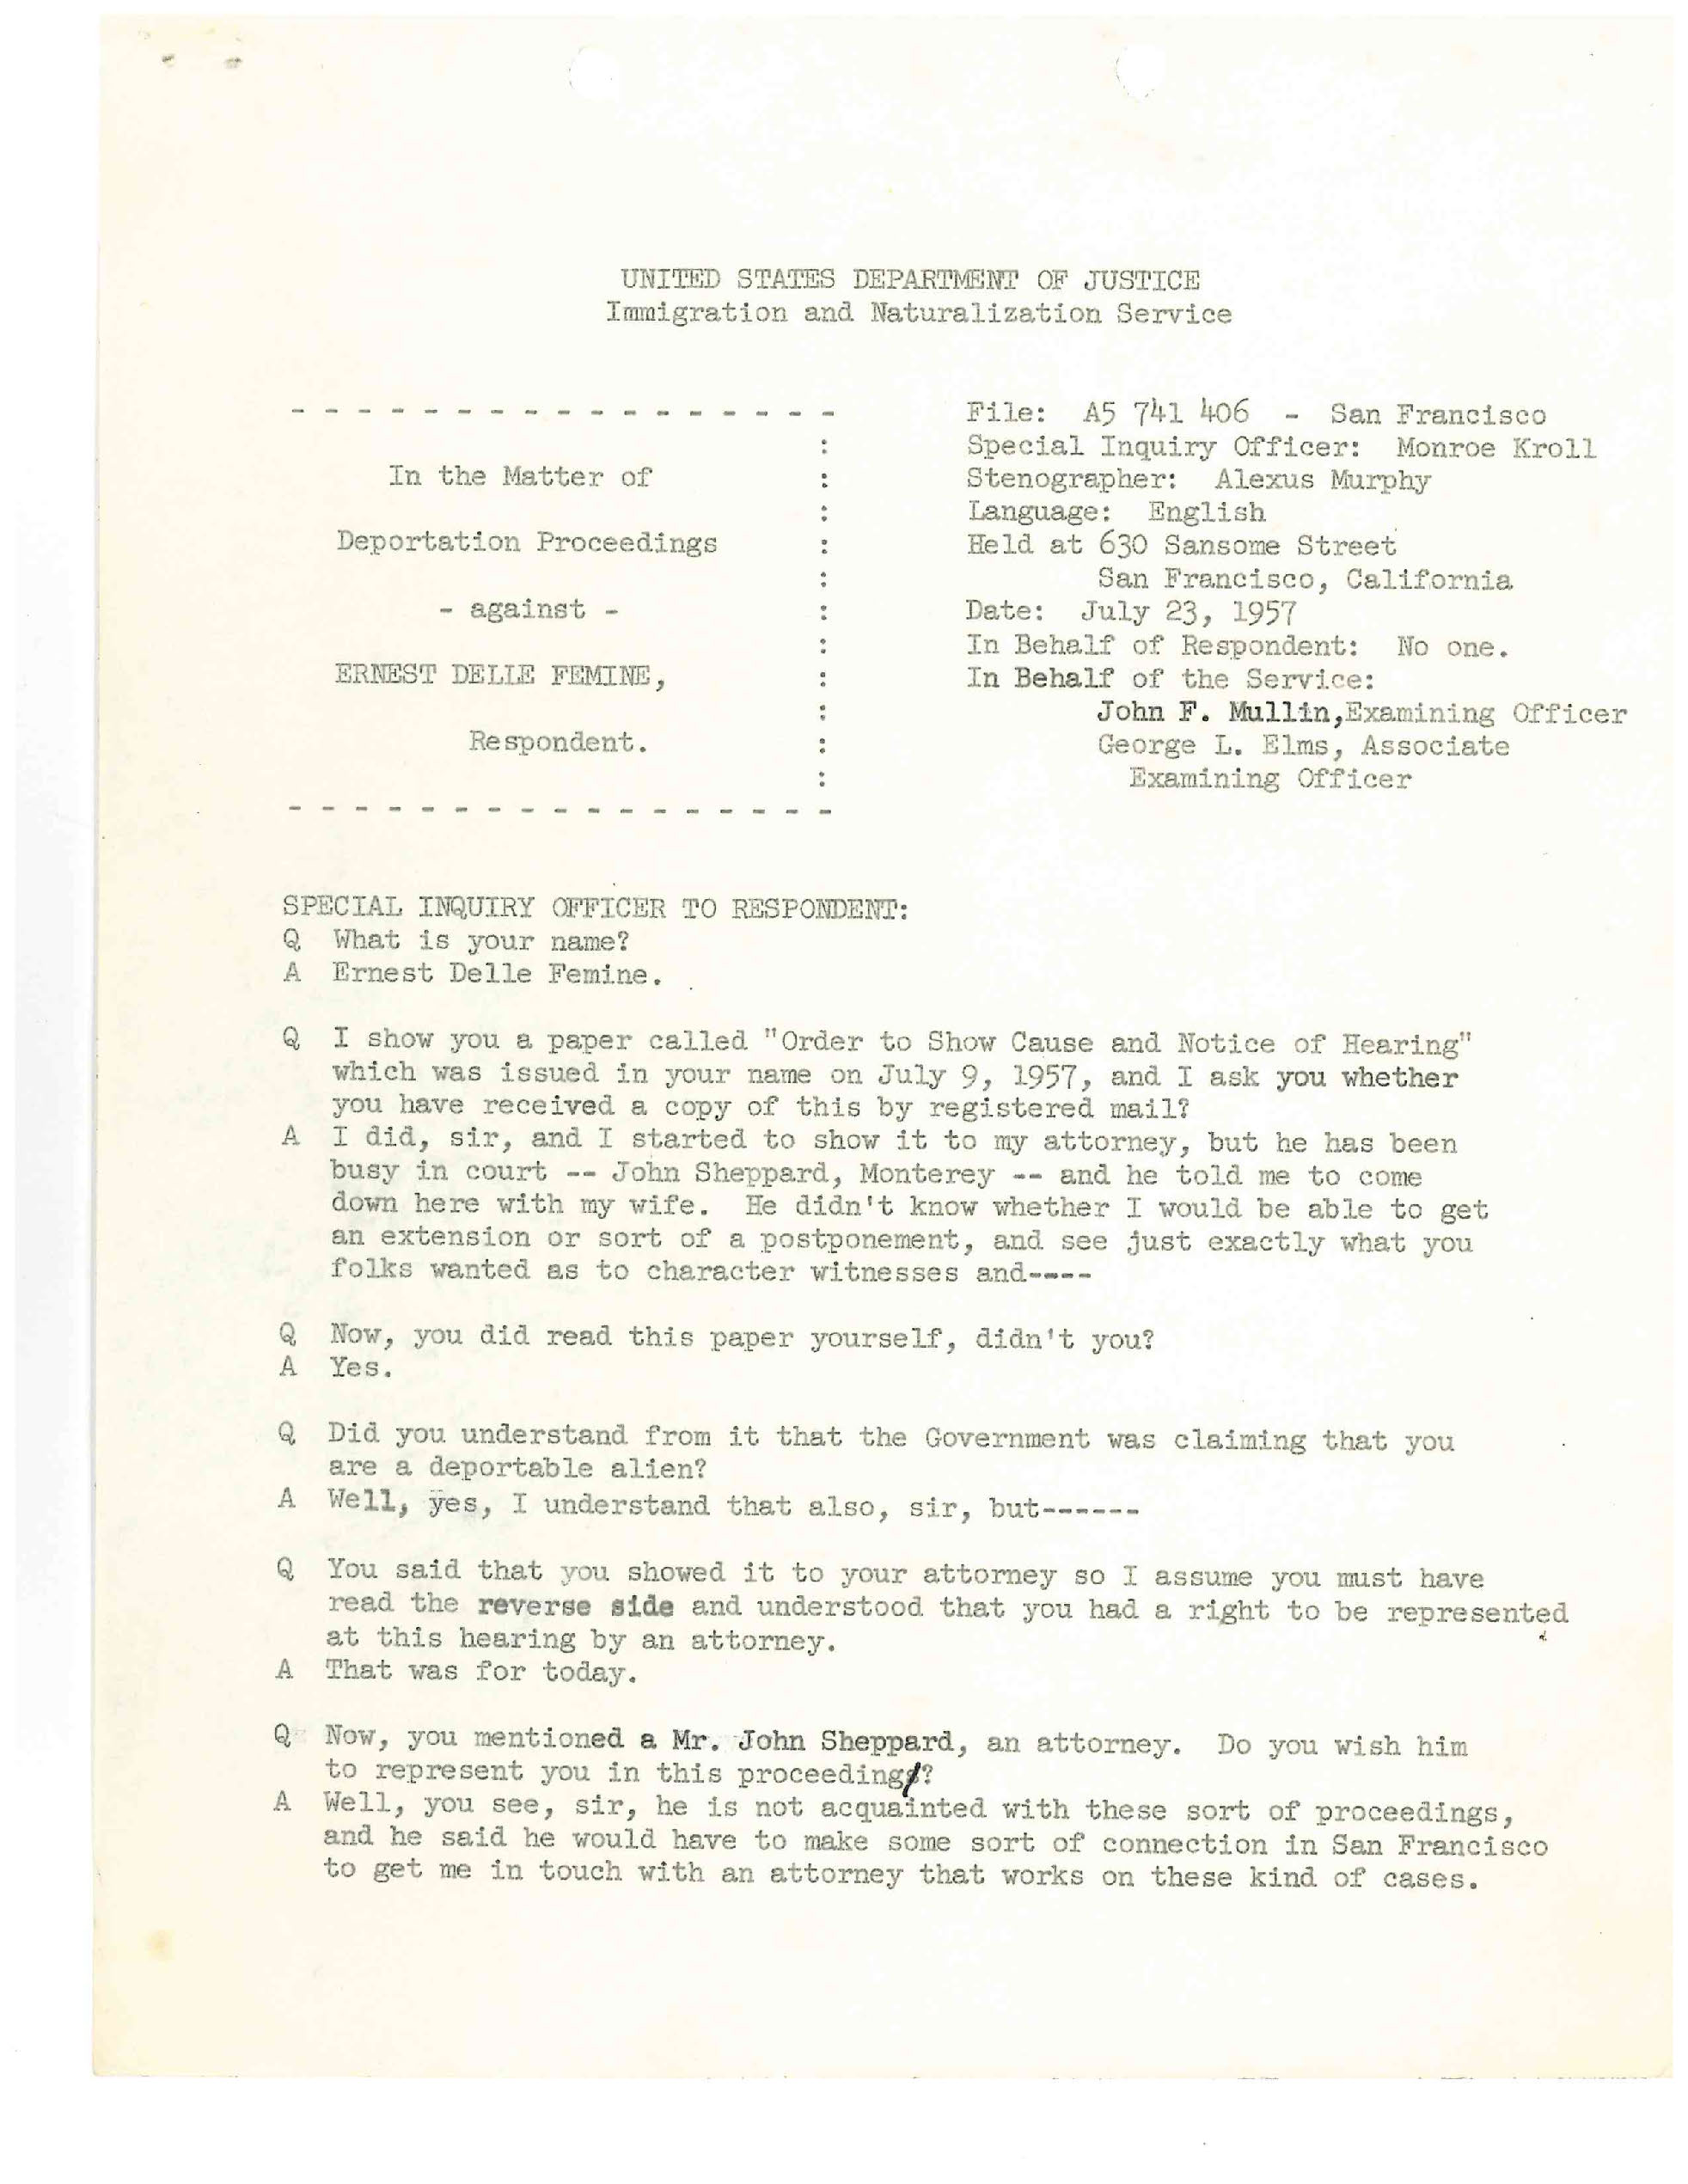 UNITED STATES DEPARTMENT OF JUSTICE
Immigration and Naturalization Service
- - - - - - - - - - - - - - - - -
In the Matter of :
Deportation Proceedings :
- against - :
ERNEST DELLE FEMINE, :
Respondent. :
- - - - - - - - - - - - - - - - -
File: A5 741 406 - San Francisco
Special Inquiry Officer: Monroe Kroll
Stenographer: Alexus Murphy
Language: English
Held at 630 Sansome Street
San Francisco, California
Date: July 23, 1957
In Behalf of Respondent: No one.
In Behalf of the Service:
John F. Mullin,Examining Officer
George L. Elms, Associate
Examining Officer
SPECIAL INQUIRY OFFICER TO RESPONDENT:
Q What is your name?
A Ernest Delle Femine.
Q I show you a paper called "Order to Show Cause and Notice of Hearing"
which was issued in your name on July 9, 1957, and I ask you whether
you have received a copy of this by registered mail?
A I did, sir, and I started to show it to my attorney, but he has been
busy in court -- John Sheppard, Monterey -- and he told me to come
down here with my wife. He didn't know whether I would be able to get
an extension or sort of a postponement, and see just exactly what you
folks wanted as to character witnesses and----
Q Now, you did read this paper yourself, didn't you?
A Yes.
Q Did you understand from it that the Government was claiming that you
are a deportable alien?
A Well, yes, I understand that also, sir, but------
Q You said that you showed it to your attorney so I assume you must have
read the reverse side and understood that you had a right to be represented
at this hearing by an attorney.
A That was for today.
Q Now, you mentioned a Mr. John Sheppard, an attorney. Do you wish him
to represent you in this proceeding?
A Well, you see, sir, he is not acquainted with these sort of proceedings,
and he said he would have to make some sort of connection in San Francisco
to get me in touch with an attorney that works on these kind of cases.